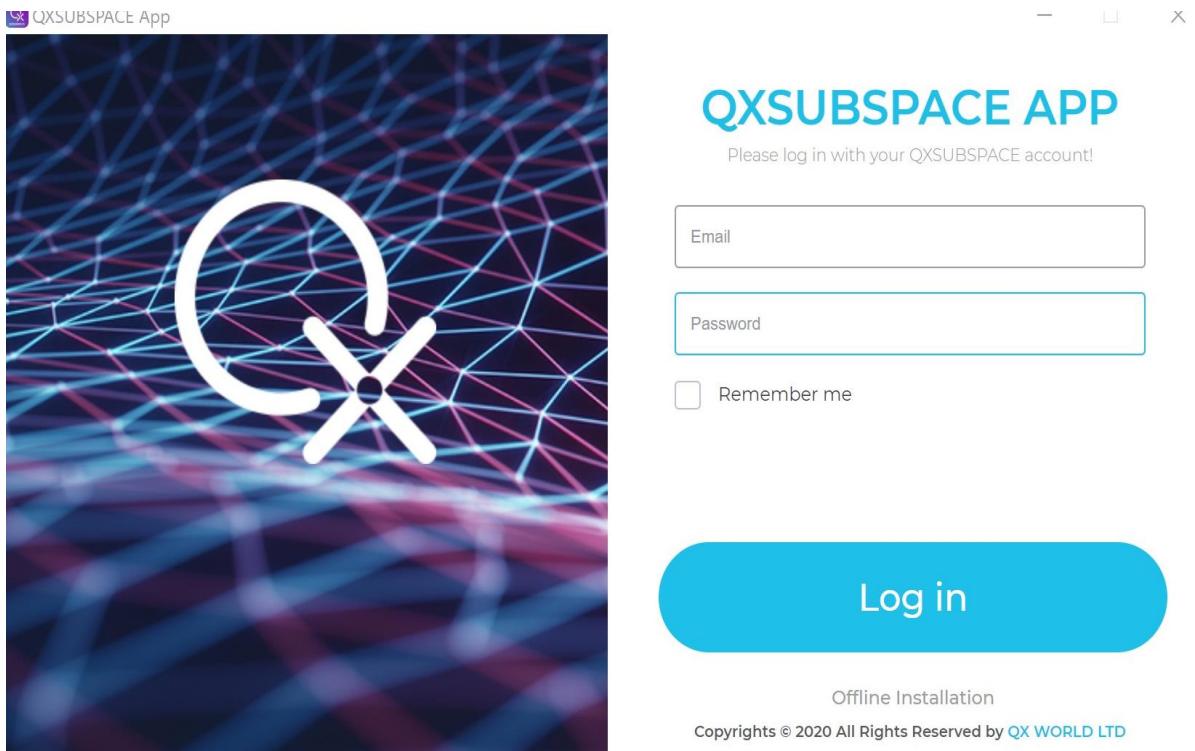 QXSUBSPACE App
QXSUBSPACE APP
Please log in with your QXSUBSPACE account!
Email
Password
Remember me
Log in
Offline Installation
Copyrights © 2020 All Rights Reserved by QX WORLD LTD